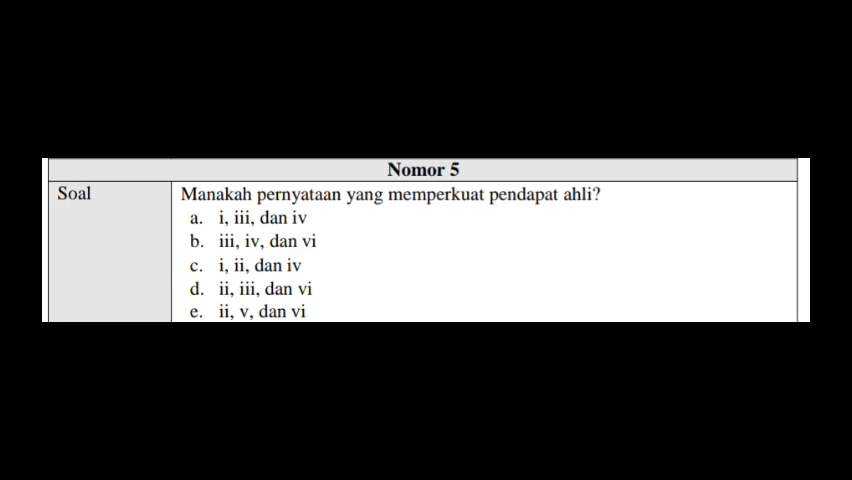 Nomor 5
Soal
Manakah pernyataan yang memperkuat pendapat ahli?
a. i, iii, dan iv
b. iii, iv, dan vi
c. i, ii, dan iv
d. ii, iii, dan vi
e. ii, v, dan vi